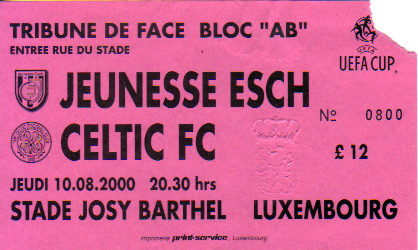 TRIBUNE DE FACE BLOC "AB"
ENTREE RUE DU STADE
UEFA
UEFA CUP
JEUNESSE ESCH
No 0800
CELTIC FC
£ 12
JEUDI 10.08.2000 20.30 hrs
STADE JOSY BARTHEL LUXEMBOURG
Imprimerie print-service, Luxembourg